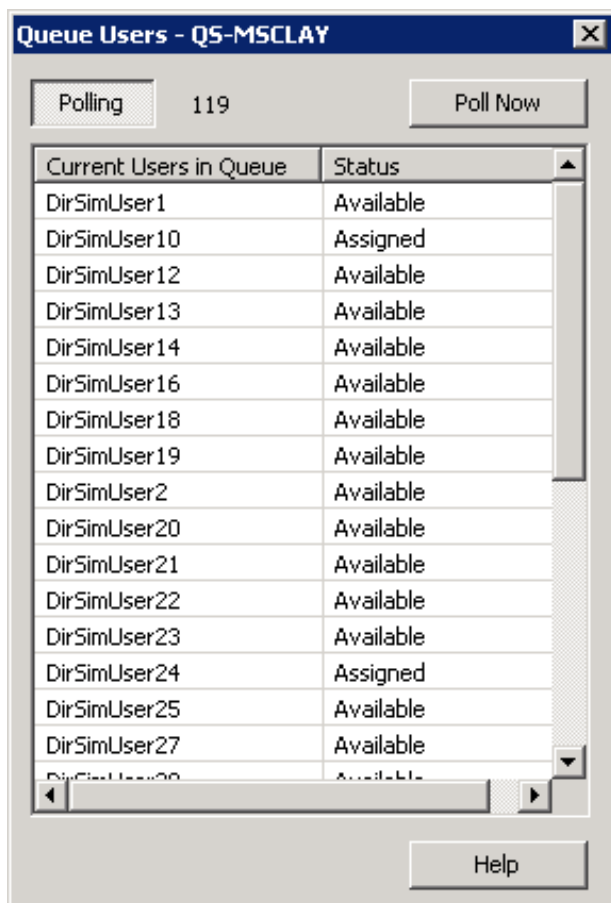 Queue Users - QS-MSCLAY
Polling 119 Poll Now
Current Users in Queue Status
DirSimUser1 Available
DirSimUser10 Assigned
DirSimUser12 Available
DirSimUser13 Available
DirSimUser14 Available
DirSimUser16 Available
DirSimUser18 Available
DirSimUser19 Available
DirSimUser2 Available
DirSimUser20 Available
DirSimUser21 Available
DirSimUser22 Available
DirSimUser23 Available
DirSimUser24 Assigned
DirSimUser25 Available
DirSimUser27 Available
Available
Help